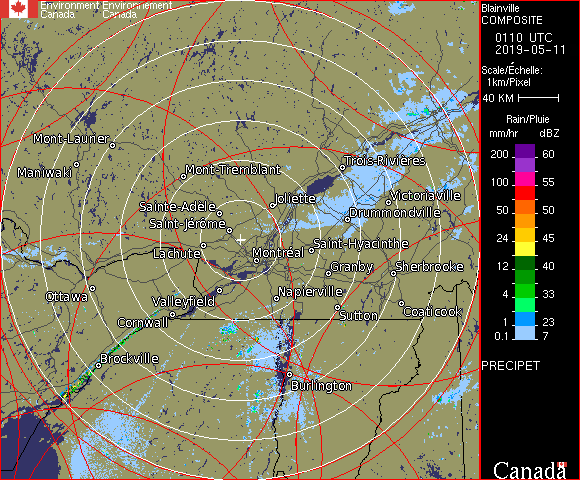 Environment Environnement
Canada Canada
Blainville
COMPOSITE
0110 UTC
2019-05-11
Scale/Échelle:
1km/Pixel
40 KM
Rain/Pluie
mm/hr dBZ
200 60
100 55
50 50
24 45
12 40
4 33
1 23
0.1 7
PRECIPET
Canada
Mont-Laurier
Maniwaki
Mont-Tremblant
Trois-Rivières
Sainte-Adèle
Joliette
Victoriaville
Saint-Jérôme
Drummondville
Lachute
Montréal
Saint-Hyacinthe
Granby
Sherbrooke
Ottawa
Valleyfield
Napierville
Cornwall
Sutton
Coaticook
Brockville
Burlington